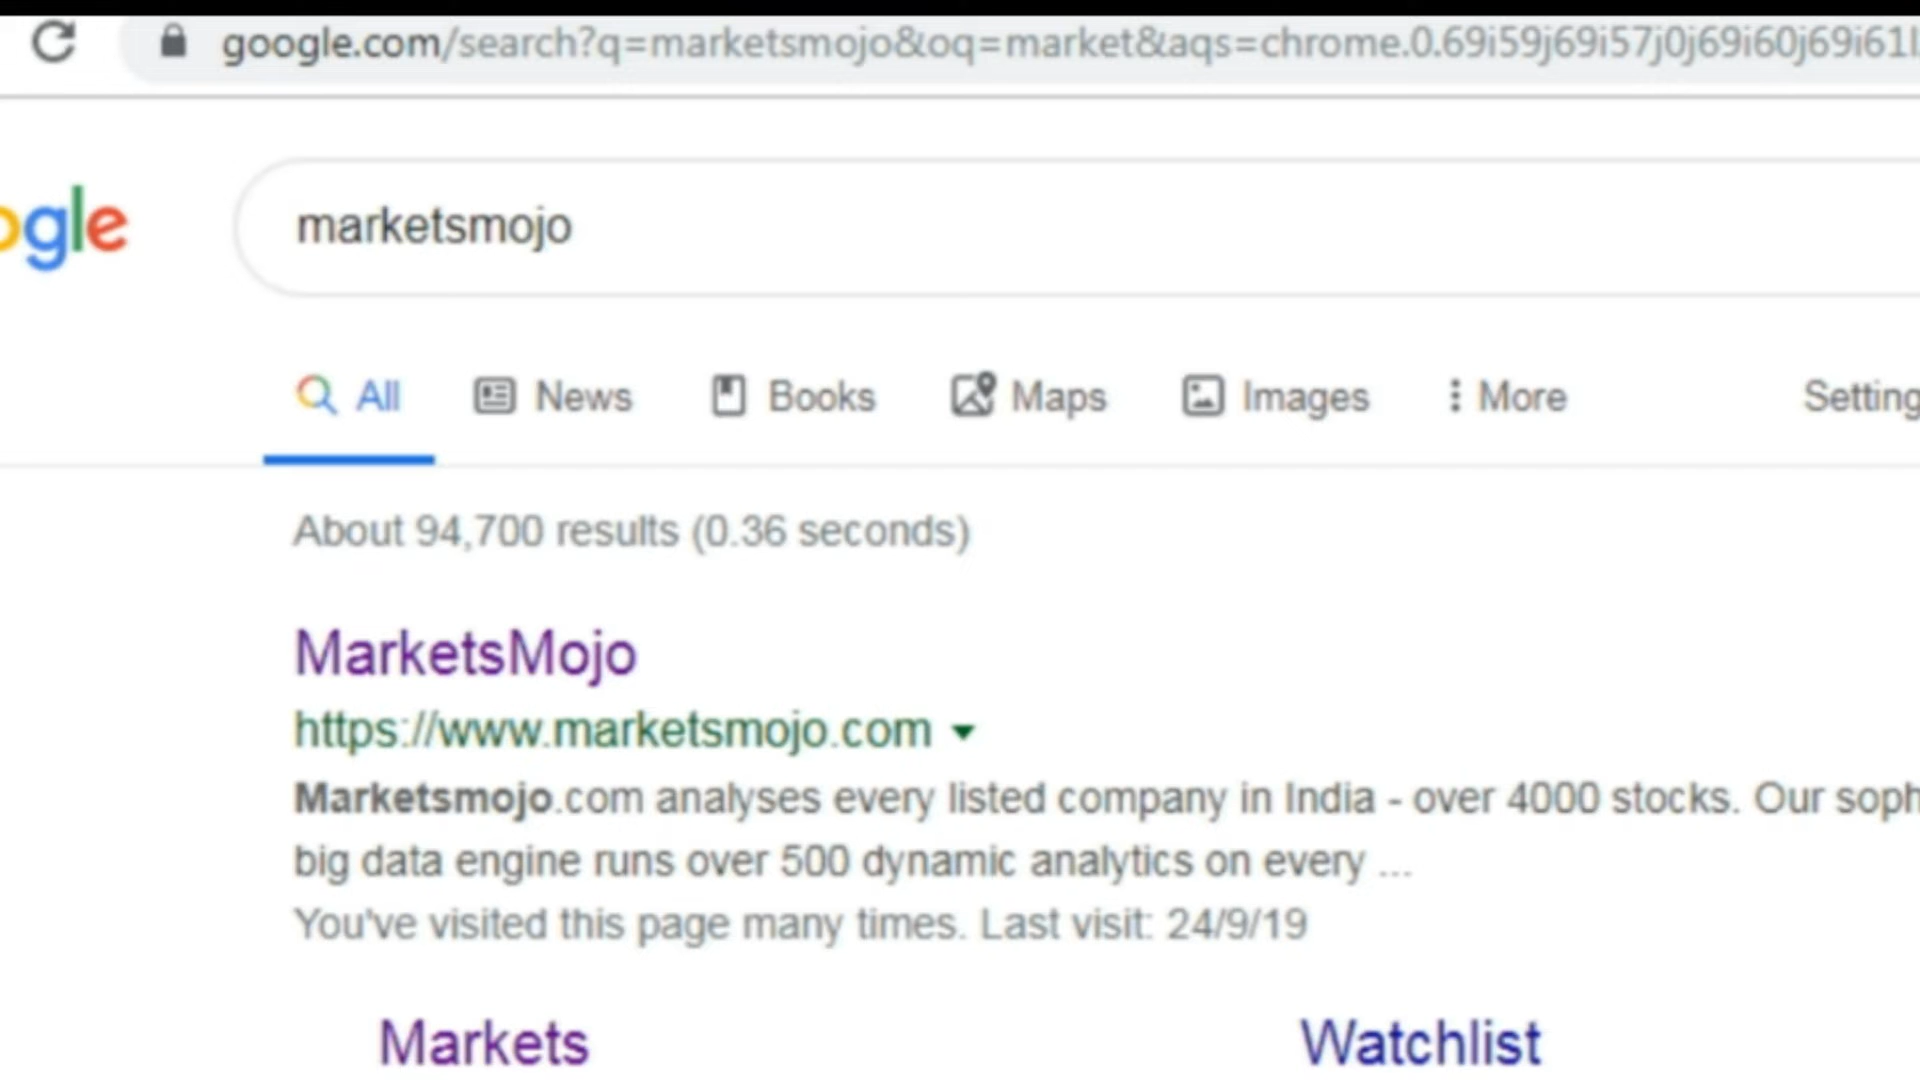 google.com/search?q=marketsmojo&oq=market&aqs=chrome.0.69i59j69i57j0j69i60j69i61l
ogle
marketsmojo
All News Books Maps Images More Setting
About 94,700 results (0.36 seconds)
MarketsMojo
https://www.marketsmojo.com
Marketsmojo.com analyses every listed company in India - over 4000 stocks. Our soph
big data engine runs over 500 dynamic analytics on every ...
You've visited this page many times. Last visit: 24/9/19
Markets Watchlist